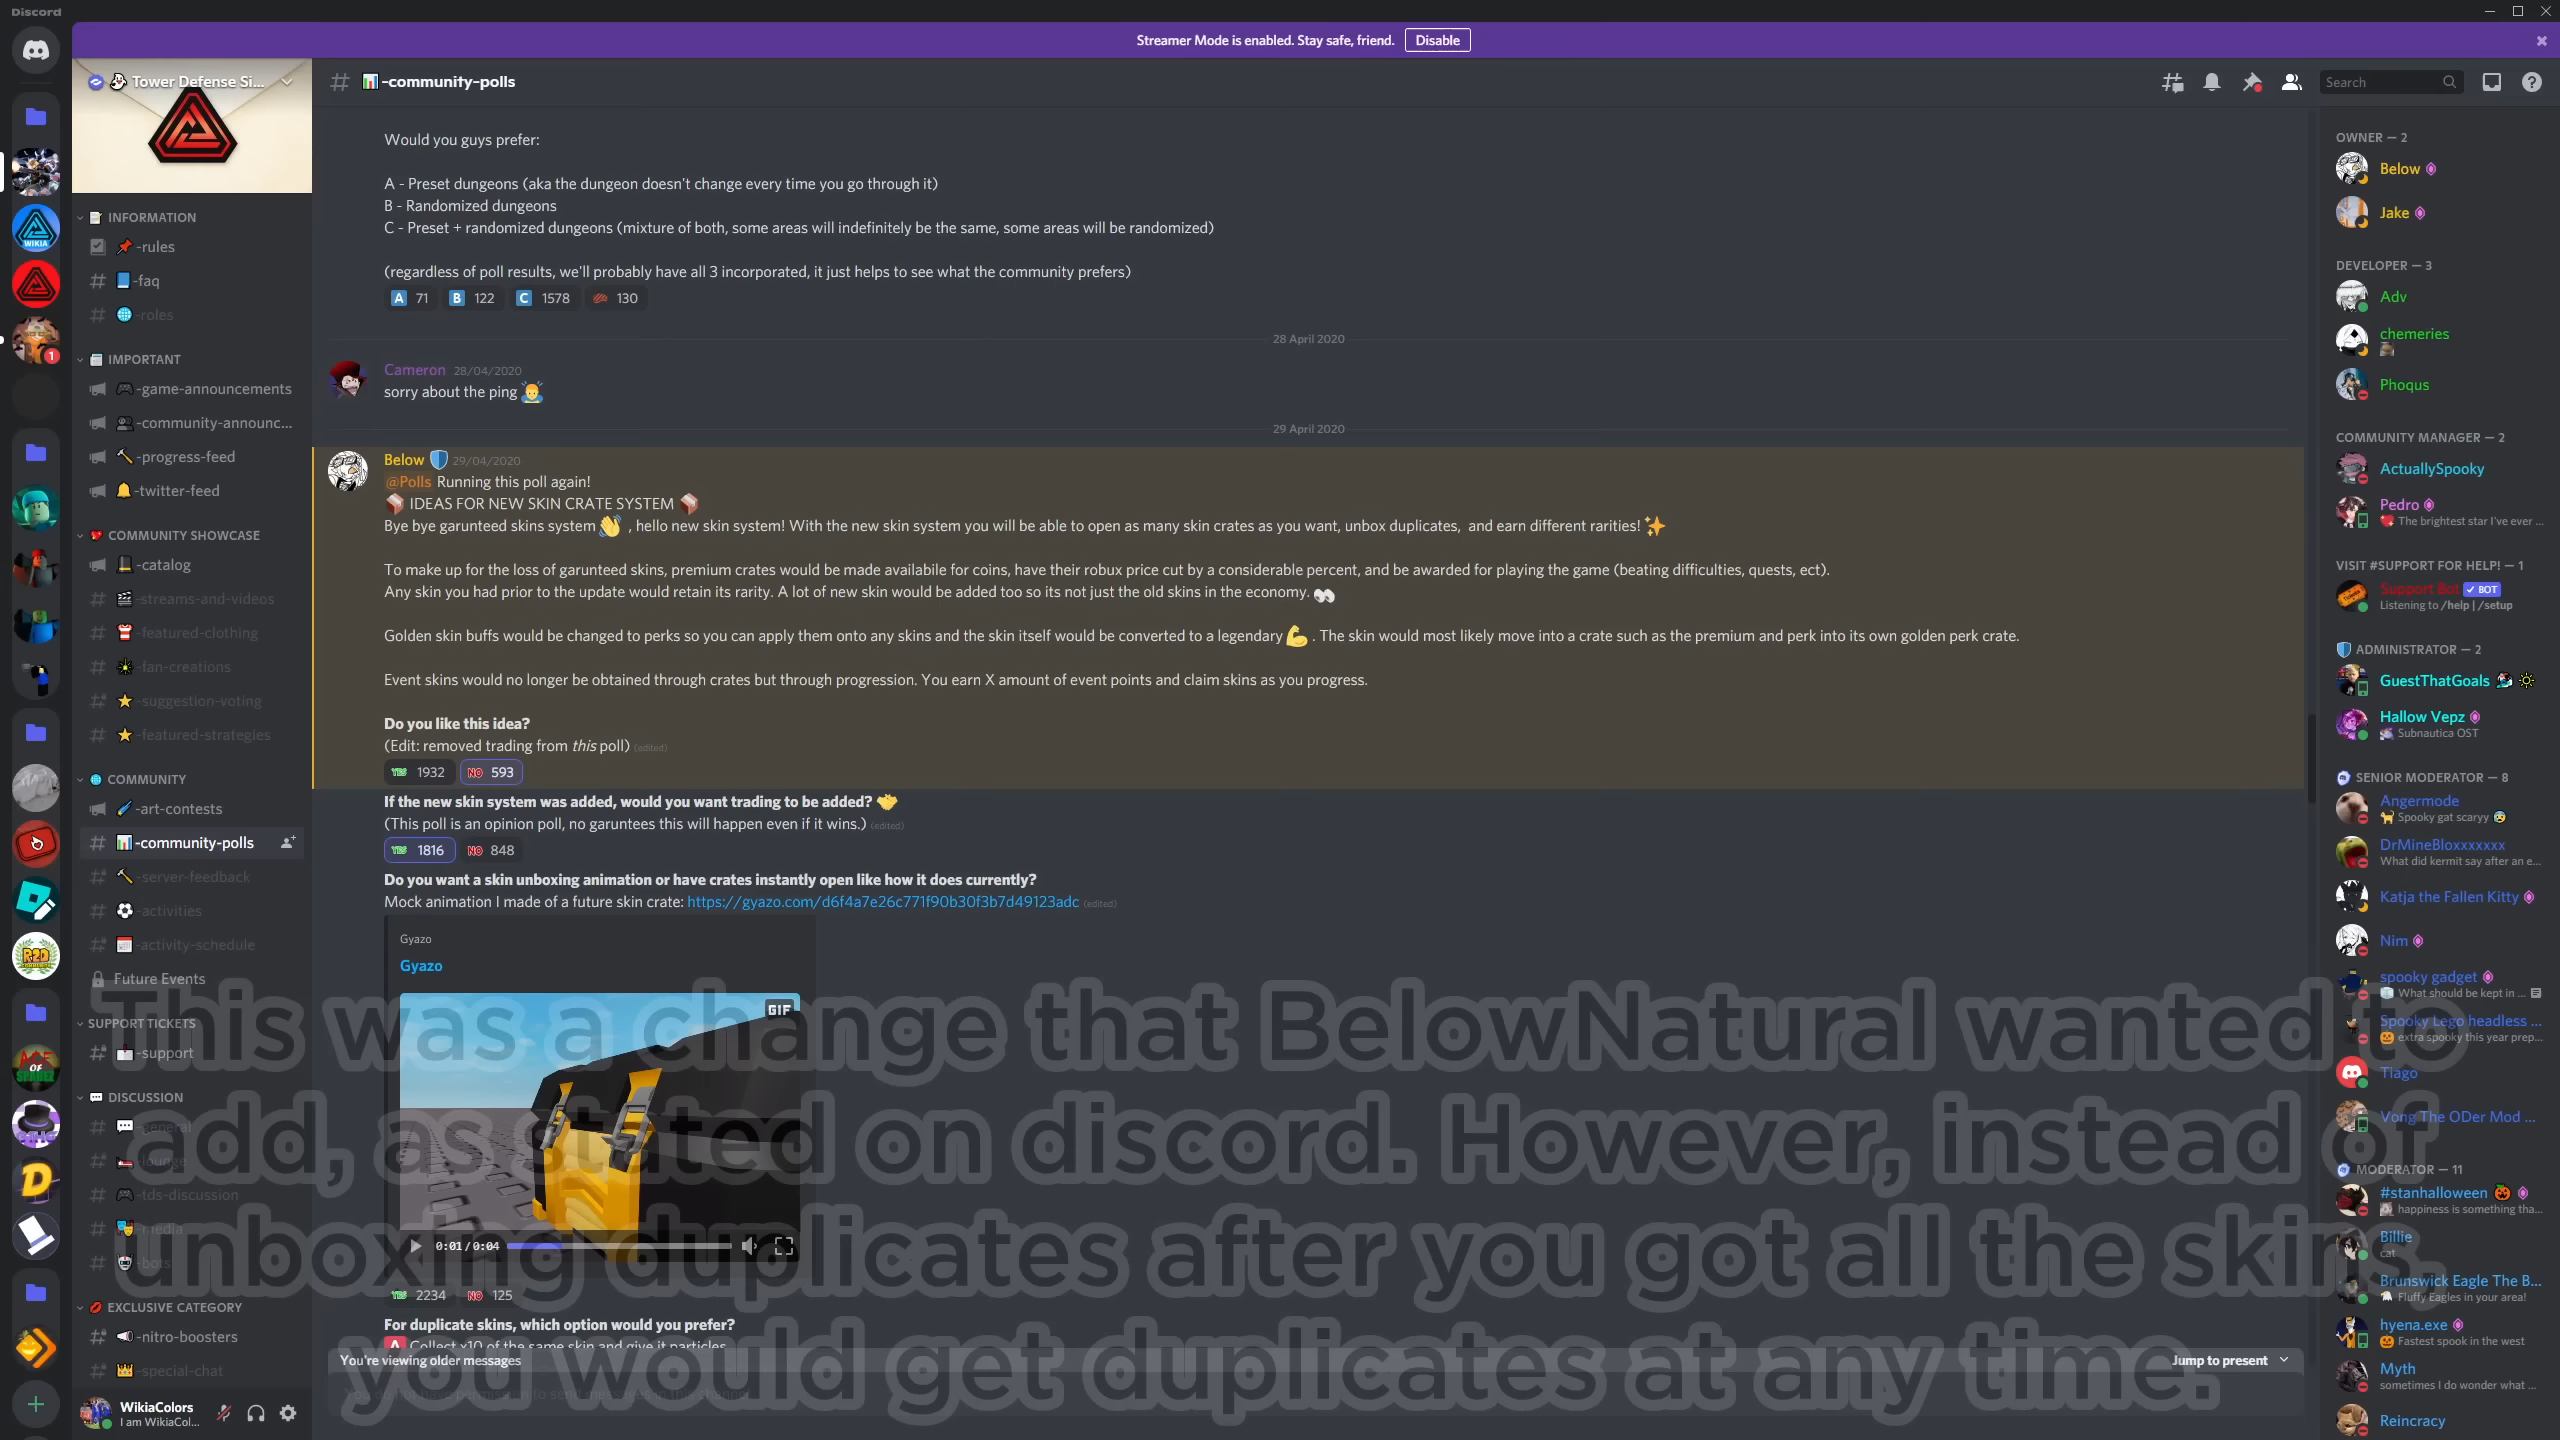 Discord
Streamer Mode is enabled. Stay safe, friend. Disable
Tower Defense Si...
INFORMATION
-rules
-faq
-roles
IMPORTANT
-game-announcements
-community-announc...
-progress-feed
-twitter-feed
COMMUNITY SHOWCASE
-catalog
-streams-and-videos
-featured-clothing
-fan-creations
-suggestion-voting
-featured-strategies
COMMUNITY
-art-contests
-community-polls
-server-feedback
-activities
-activity-schedule
Future Events
SUPPORT TICKETS
-support
DISCUSSION
-general
-lounge
-tds-discussion
-media
-bots
EXCLUSIVE CATEGORY
-nitro-boosters
-special-chat
WikiaColors
I am WikiaCol...
-community-polls
Search
Would you guys prefer:
A - Preset dungeons (aka the dungeon doesn't change every time you go through it)
B - Randomized dungeons
C - Preset + randomized dungeons (mixture of both, some areas will indefinitely be the same, some areas will be randomized)
(regardless of poll results, we'll probably have all 3 incorporated, it just helps to see what the community prefers)
A 71 B 122 C 1578 130
28 April 2020
Cameron 28/04/2020
sorry about the ping
29 April 2020
Below 29/04/2020
@Polls Running this poll again!
IDEAS FOR NEW SKIN CRATE SYSTEM
Bye bye garunteed skins system , hello new skin system! With the new skin system you will be able to open as many skin crates as you want, unbox duplicates, and earn different rarities!
To make up for the loss of garunteed skins, premium crates would be made availabile for coins, have their robux price cut by a considerable percent, and be awarded for playing the game (beating difficulties, quests, ect).
Any skin you had prior to the update would retain its rarity. A lot of new skin would be added too so its not just the old skins in the economy.
Golden skin buffs would be changed to perks so you can apply them onto any skins and the skin itself would be converted to a legendary . The skin would most likely move into a crate such as the premium and perk into its own golden perk crate.
Event skins would no longer be obtained through crates but through progression. You earn X amount of event points and claim skins as you progress.
Do you like this idea?
(Edit: removed trading from this poll) (edited)
YES 1932 NO 593
If the new skin system was added, would you want trading to be added?
(This poll is an opinion poll, no garuntees this will happen even if it wins.) (edited)
YES 1816 NO 848
Do you want a skin unboxing animation or have crates instantly open like how it does currently?
Mock animation I made of a future skin crate: https://gyazo.com/d6f4a7e26c771f90b30f3b7d49123adc (edited)
Gyazo
Gyazo
GIF
0:01/0:04
YES 2234 NO 125
For duplicate skins, which option would you prefer?
A Collect x10 of the same skin and give it particles
You're viewing older messages
Jump to present
This was a change that BelowNatural wanted to
add, as stated on discord. However, instead of
unboxing duplicates after you got all the skins,
you would get duplicates at any time.
OWNER — 2
Below
Jake
DEVELOPER — 3
Adv
chemeries
Phoqus
COMMUNITY MANAGER — 2
ActuallySpooky
Pedro
The brightest star I've ever ...
VISIT #SUPPORT FOR HELP! — 1
Support Bot BOT
Listening to /help | /setup
ADMINISTRATOR — 2
GuestThatGoals
Hallow Vepz
Subnautica OST
SENIOR MODERATOR — 8
Angermode
Spooky gat scaryy
DrMineBloxxxxxxx
What did kermit say after an e...
Katja the Fallen Kitty
Nim
spooky gadget
What should be kept in ...
Spooky Lego headless ...
extra spooky this year prep...
Tiago
Vong The ODer Mod ...
MODERATOR — 11
#stanhalloween
happiness is something tha...
Billie
cat
Brunswick Eagle The B...
Fluffy Eagles in your area!
hyena.exe
Fastest spook in the west
Myth
sometimes I do wonder what ...
Reincracy